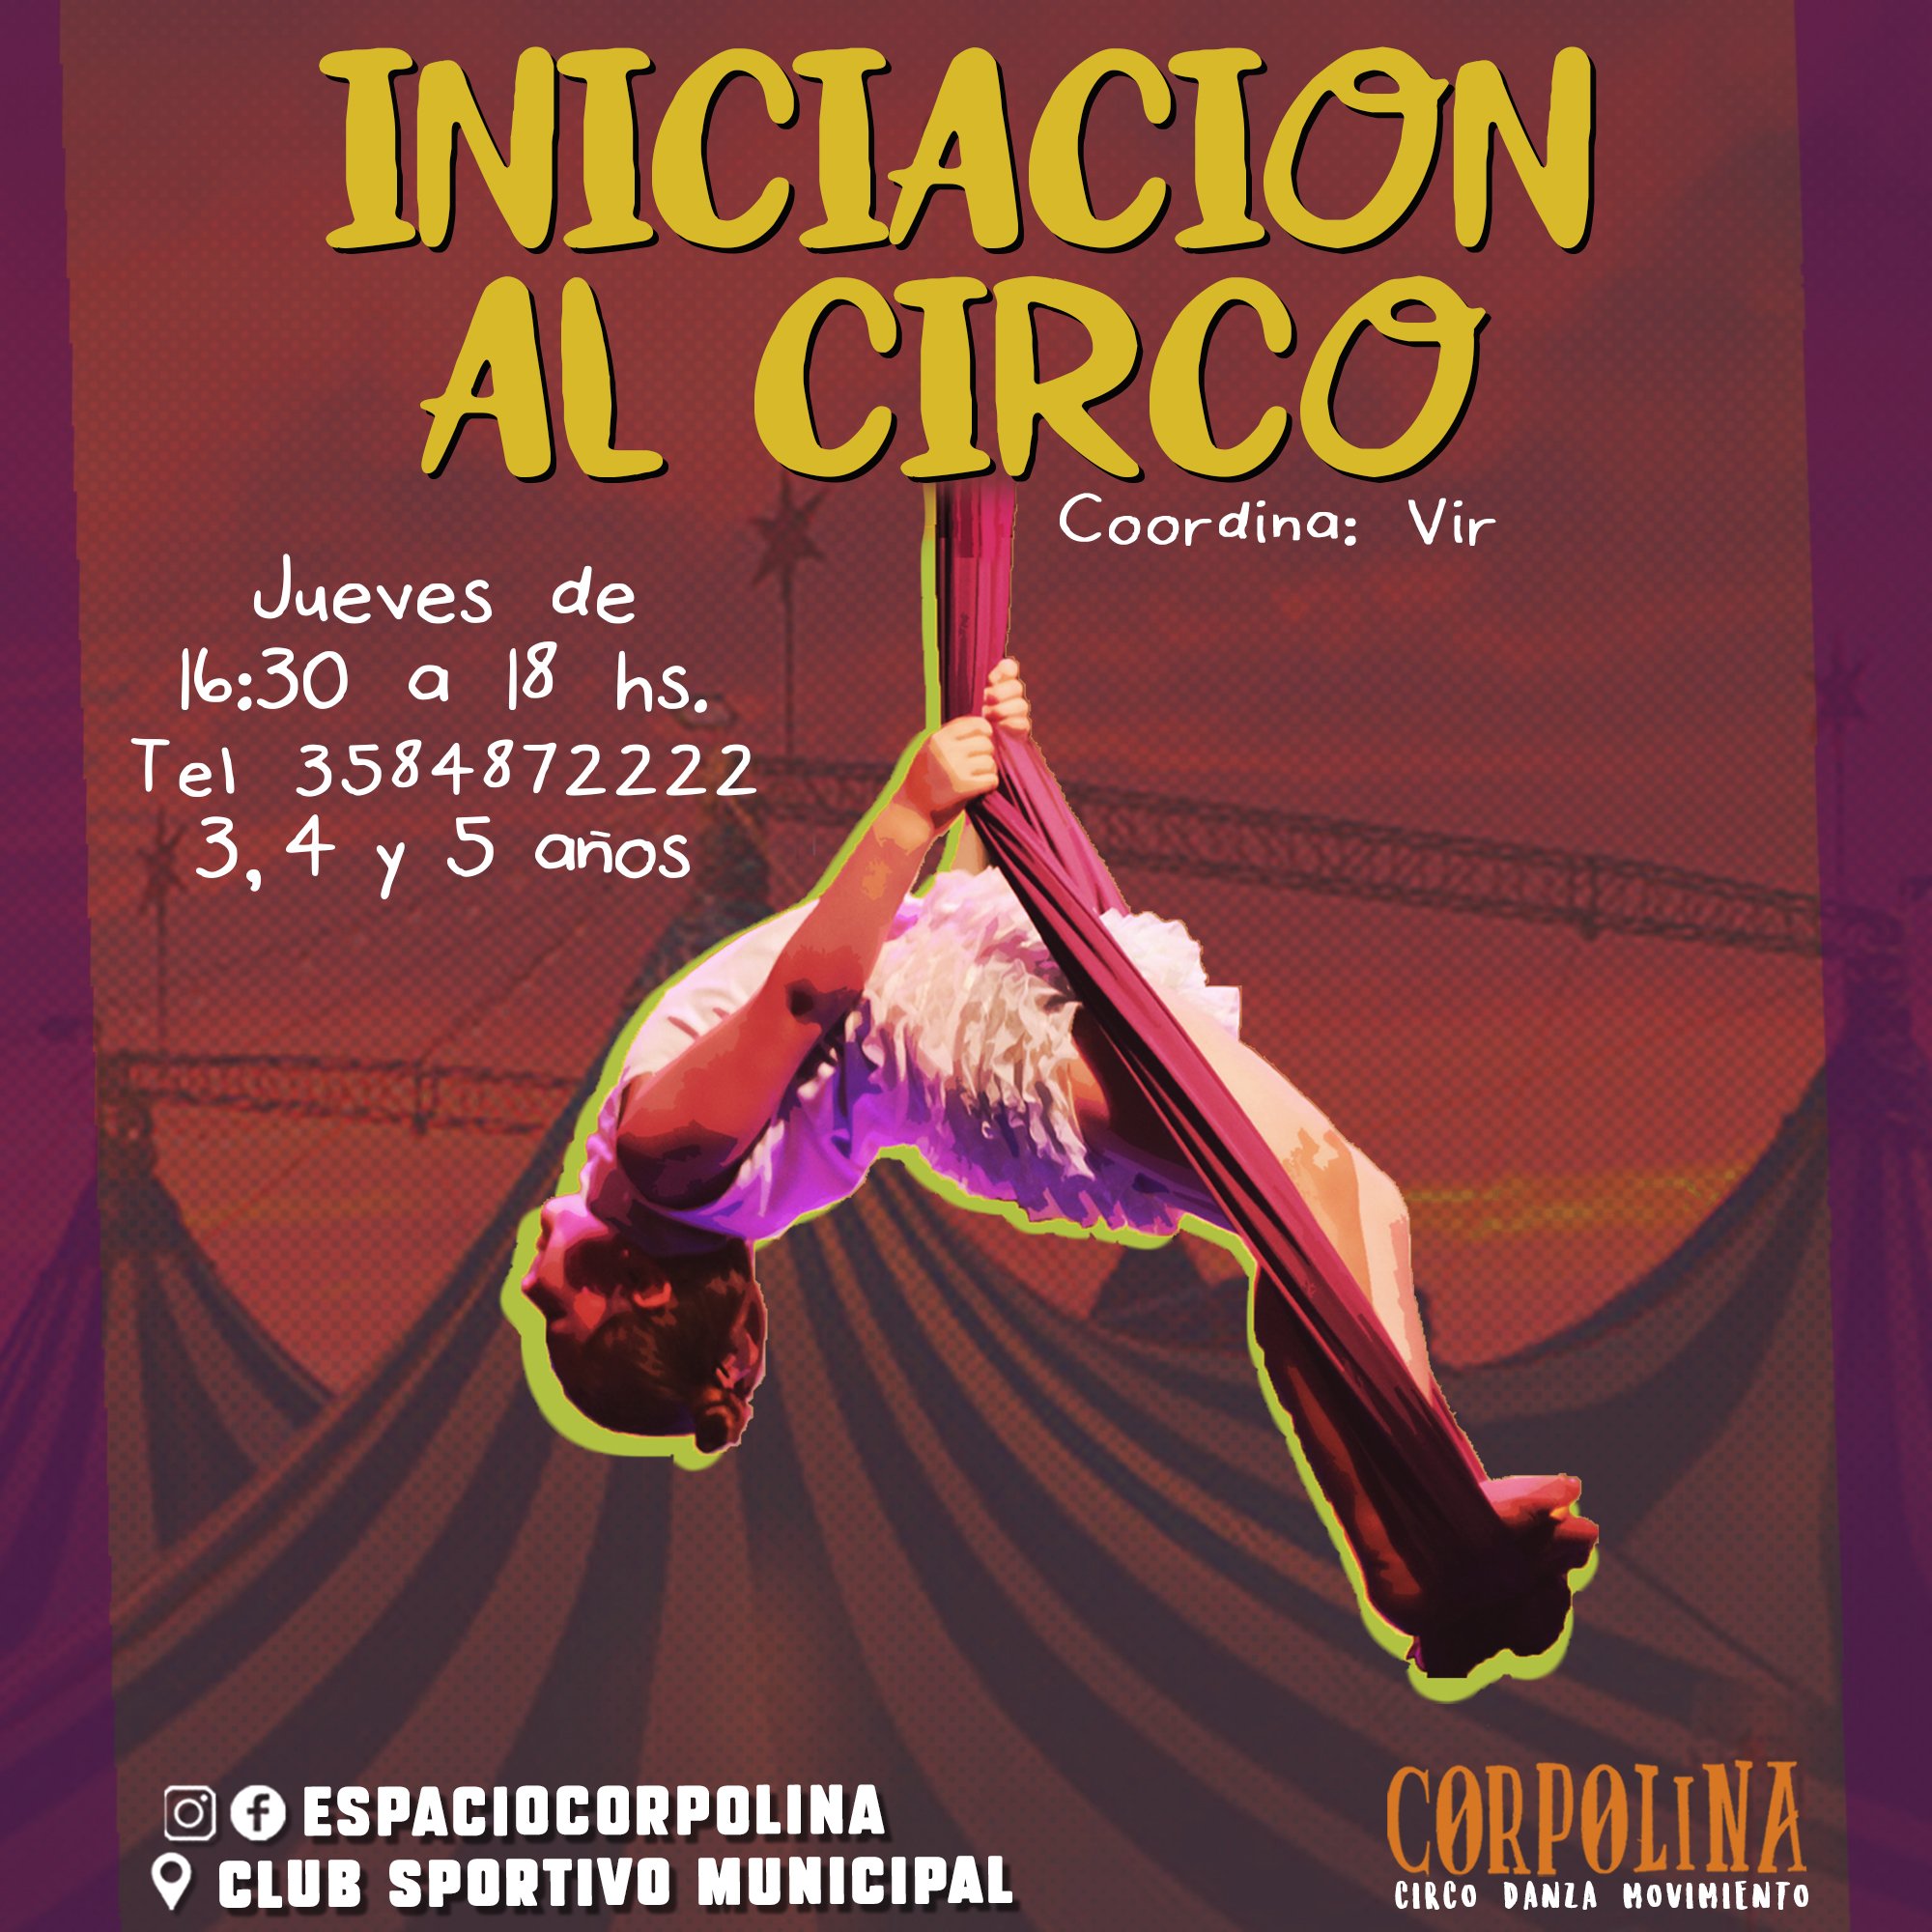 INICIACION
AL CIRCO
Coordina: Vir
Jueves de
16:30 a 18 hs.
Tel 3584872222
3, 4 y 5 años
ESPACIOCORPOLINA
CLUB SPORTIVO MUNICIPAL
CORPOLINA
CIRCO DANZA MOVIMIENTO